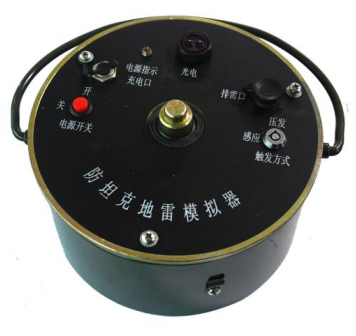 电源指示
充电口
光电
开
关
电源开关
排雷口
压发
感应
触发方式
防坦克地雷模拟器